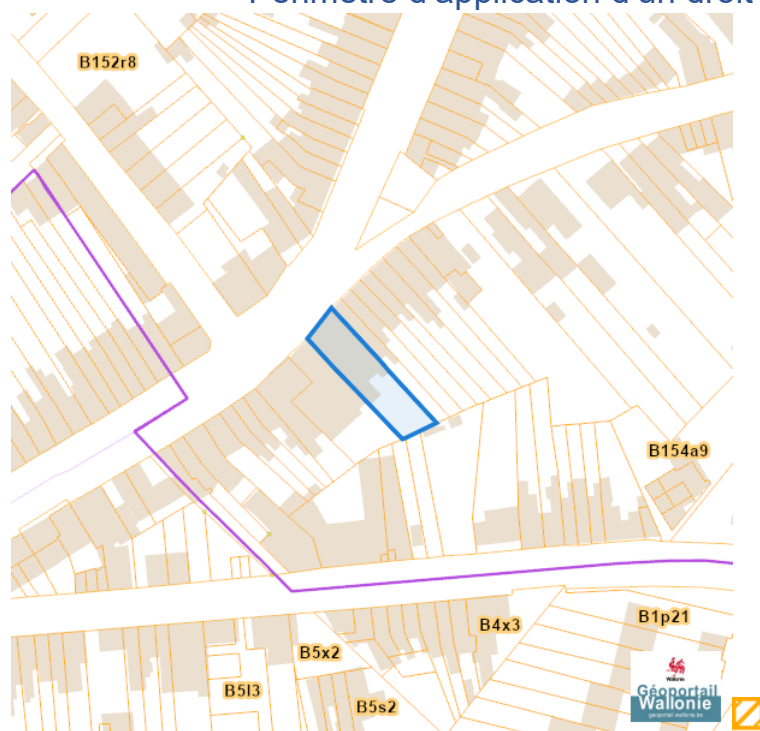 Périmètre d'application d'un droit
B152r8
B154a9
B1p21
B4x3
B5x2
B5l3
B5s2
Wallonie
Géoportail
Wallonie
geoportail.wallonie.be